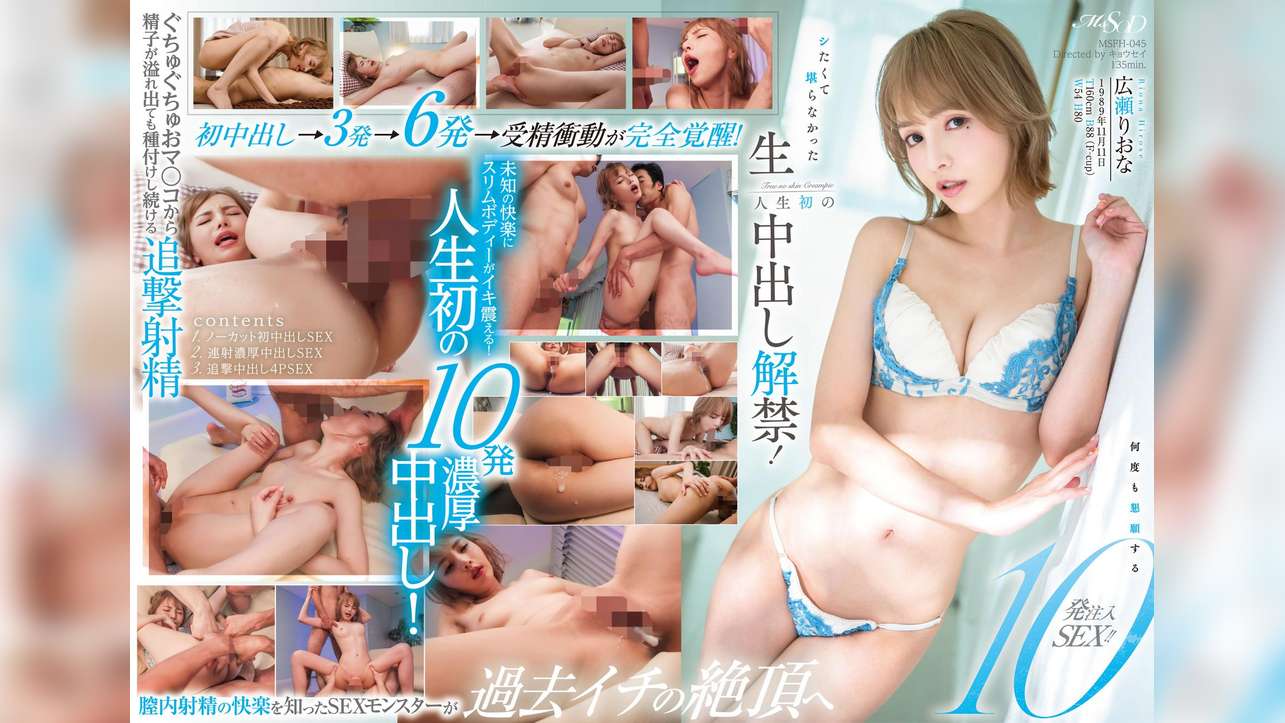 M's SOD
MSFH-045
Directed by キョウセイ
135min.
広瀬りおな
Riona Hirose
1989年11月11日
T160cm B88 (F-cup)
W54 H80
シたくて
堪らなかった
生
True no skin Creampie
人生初の
中出し解禁!
何度も懇願する
10
発注入
SEX!!
初中出し→3発→6発→受精衝動が完全覚醒!
未知の快楽に
スリムボディーがイキ震える!
人生初の
10発
濃厚
中出し!
ぐちゅぐちゅおマ〇コから
精子が溢れ出ても種付けし続ける
追撃射精
contents
1. ノーカット初中出しSEX
2. 連射濃厚中出しSEX
3. 追撃中出し4PSEX
膣内射精の快楽を知ったSEXモンスターが
過去イチの絶頂へ